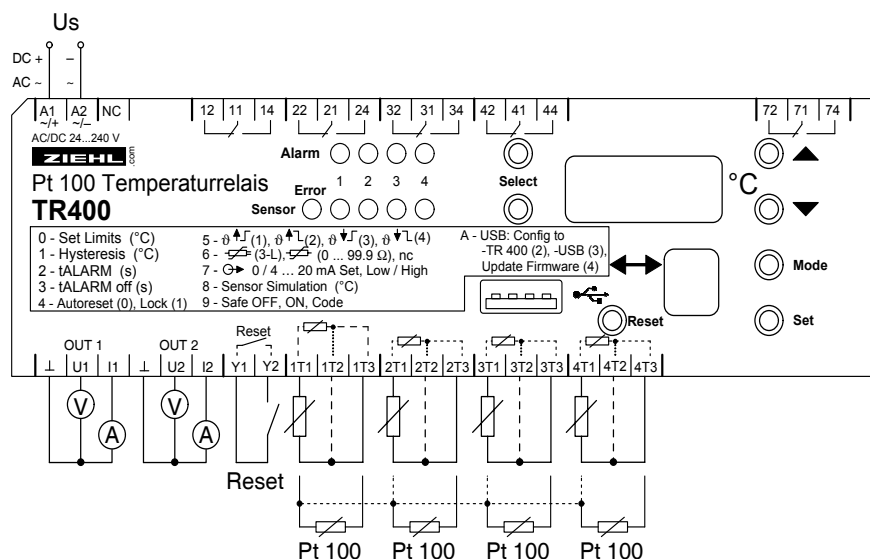 Us
DC + –
AC ~ ~
A1 A2 NC 12 11 14 22 21 24 32 31 34 42 41 44 72 71 74
~/+ ~/–
AC/DC 24...240 V
ZIEHL .com
Alarm
Pt 100 Temperaturrelais
Error 1 2 3 4
Select
°C
TR400
Sensor
0 - Set Limits (°C)
1 - Hysteresis (°C)
2 - tALARM (s)
3 - tALARM off (s)
4 - Autoreset (0), Lock (1)
5 - ϑ (1), ϑ (2), ϑ (3), ϑ (4)
6 - (3-L), (0 ... 99.9 Ω), nc
7 - 0 / 4 ... 20 mA Set, Low / High
8 - Sensor Simulation (°C)
9 - Safe OFF, ON, Code
A - USB: Config to
-TR 400 (2), -USB (3),
Update Firmware (4)
Mode
Reset
Set
OUT 1 OUT 2 Reset
⊥ U1 I1 ⊥ U2 I2 Y1 Y2 1T1 1T2 1T3 2T1 2T2 2T3 3T1 3T2 3T3 4T1 4T2 4T3
V V
A A
Reset
Pt 100 Pt 100 Pt 100 Pt 100